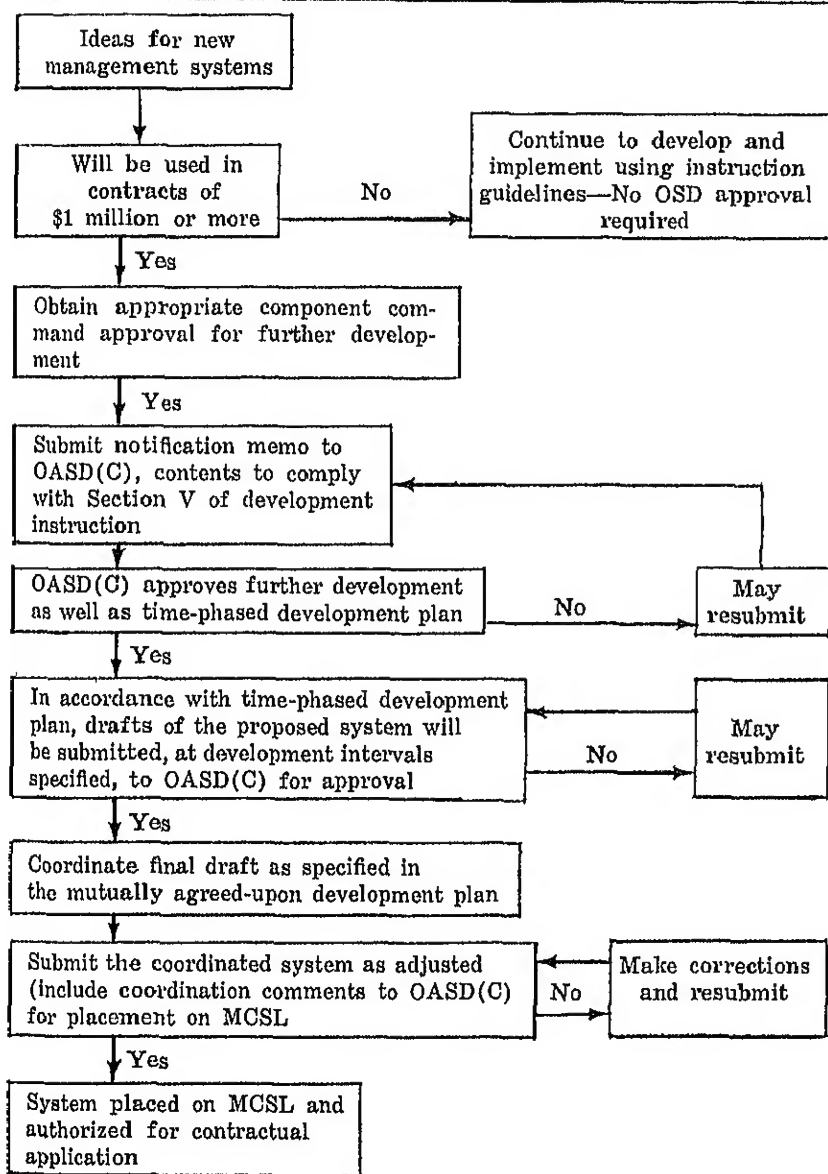 Ideas for new
management systems
Will be used in
contracts of
$1 million or more
No
Continue to develop and
implement using instruction
guidelines—No OSD approval
required
Yes
Obtain appropriate component com-
mand approval for further develop-
ment
Yes
Submit notification memo to
OASD(C), contents to comply
with Section V of development
instruction
OASD(C) approves further development
as well as time-phased development plan
No
May
resubmit
Yes
In accordance with time-phased development
plan, drafts of the proposed system will
be submitted, at development intervals
specified, to OASD(C) for approval
No
May
resubmit
Yes
Coordinate final draft as specified in
the mutually agreed-upon development plan
Submit the coordinated system as adjusted
(include coordination comments to OASD(C)
for placement on MCSL
No
Make corrections
and resubmit
Yes
System placed on MCSL and
authorized for contractual
application